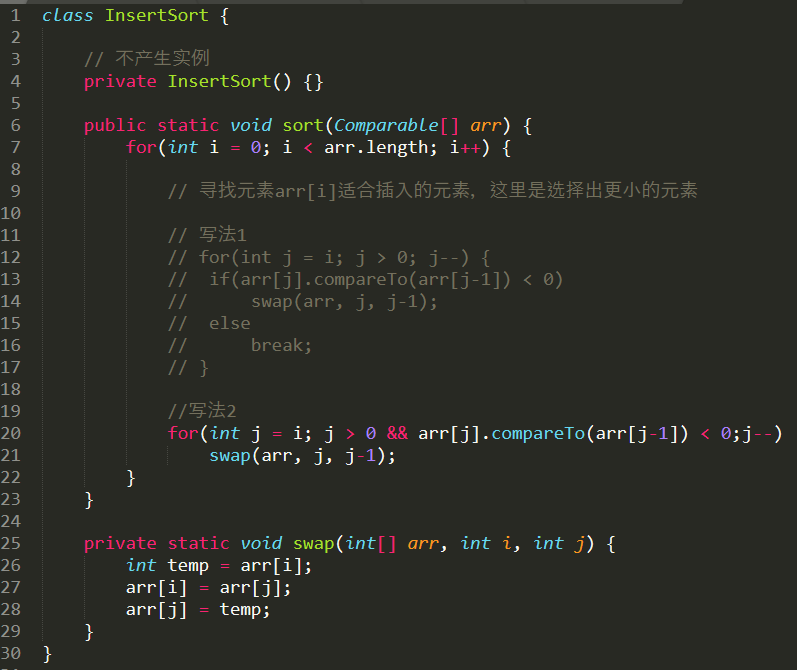 1 class InsertSort {
2
3 // 不产生实例
4 private InsertSort() {}
5
6 public static void sort(Comparable[] arr) {
7 for(int i = 0; i < arr.length; i++) {
8
9 // 寻找元素arr[i]适合插入的元素，这里是选择出更小的元素
10
11 // 写法1
12 // for(int j = i; j > 0; j--) {
13 // if(arr[j].compareTo(arr[j-1]) < 0)
14 // swap(arr, j, j-1);
15 // else
16 // break;
17 // }
18
19 //写法2
20 for(int j = i; j > 0 && arr[j].compareTo(arr[j-1]) < 0;j--)
21 swap(arr, j, j-1);
22 }
23 }
24
25 private static void swap(int[] arr, int i, int j) {
26 int temp = arr[i];
27 arr[i] = arr[j];
28 arr[j] = temp;
29 }
30 }